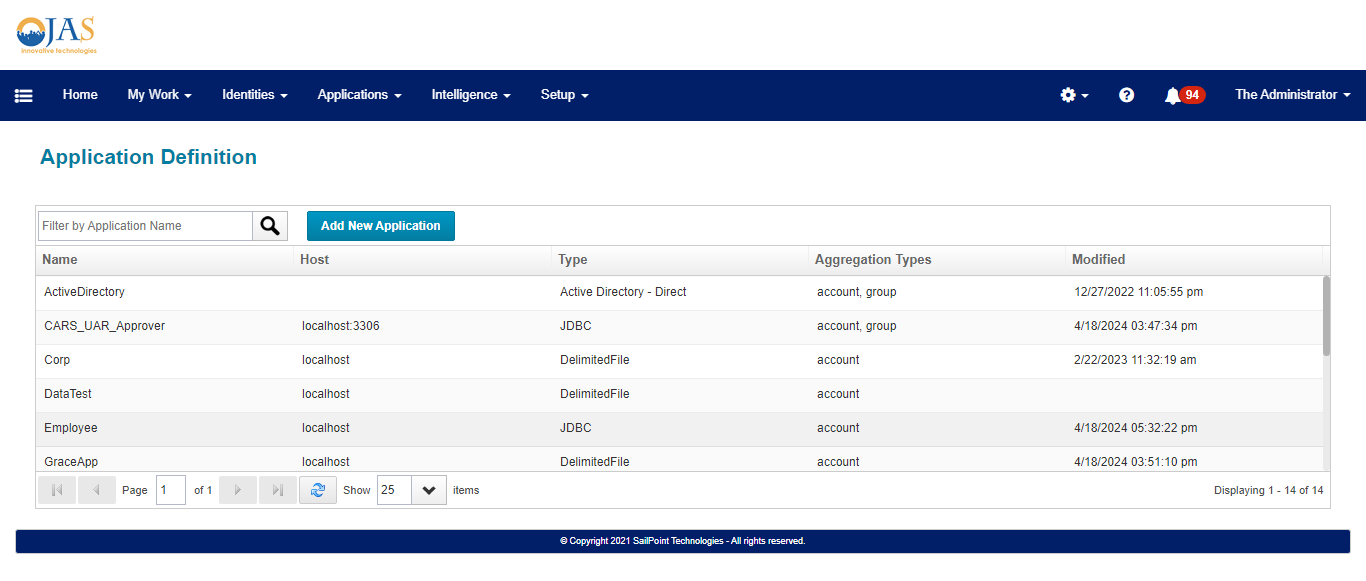 OJAS
innovative technologies
Home My Work Identities Applications Intelligence Setup 94 The Administrator
Application Definition
Filter by Application Name Add New Application
Name Host Type Aggregation Types Modified
ActiveDirectory Active Directory - Direct account, group 12/27/2022 11:05:55 pm
CARS_UAR_Approver localhost:3306 JDBC account, group 4/18/2024 03:47:34 pm
Corp localhost DelimitedFile account 2/22/2023 11:32:19 am
DataTest localhost DelimitedFile account
Employee localhost JDBC account 4/18/2024 05:32:22 pm
GraceApp localhost DelimitedFile account 4/18/2024 03:51:10 pm
Page 1 of 1 Show 25 items Displaying 1 - 14 of 14
© Copyright 2021 SailPoint Technologies - All rights reserved.